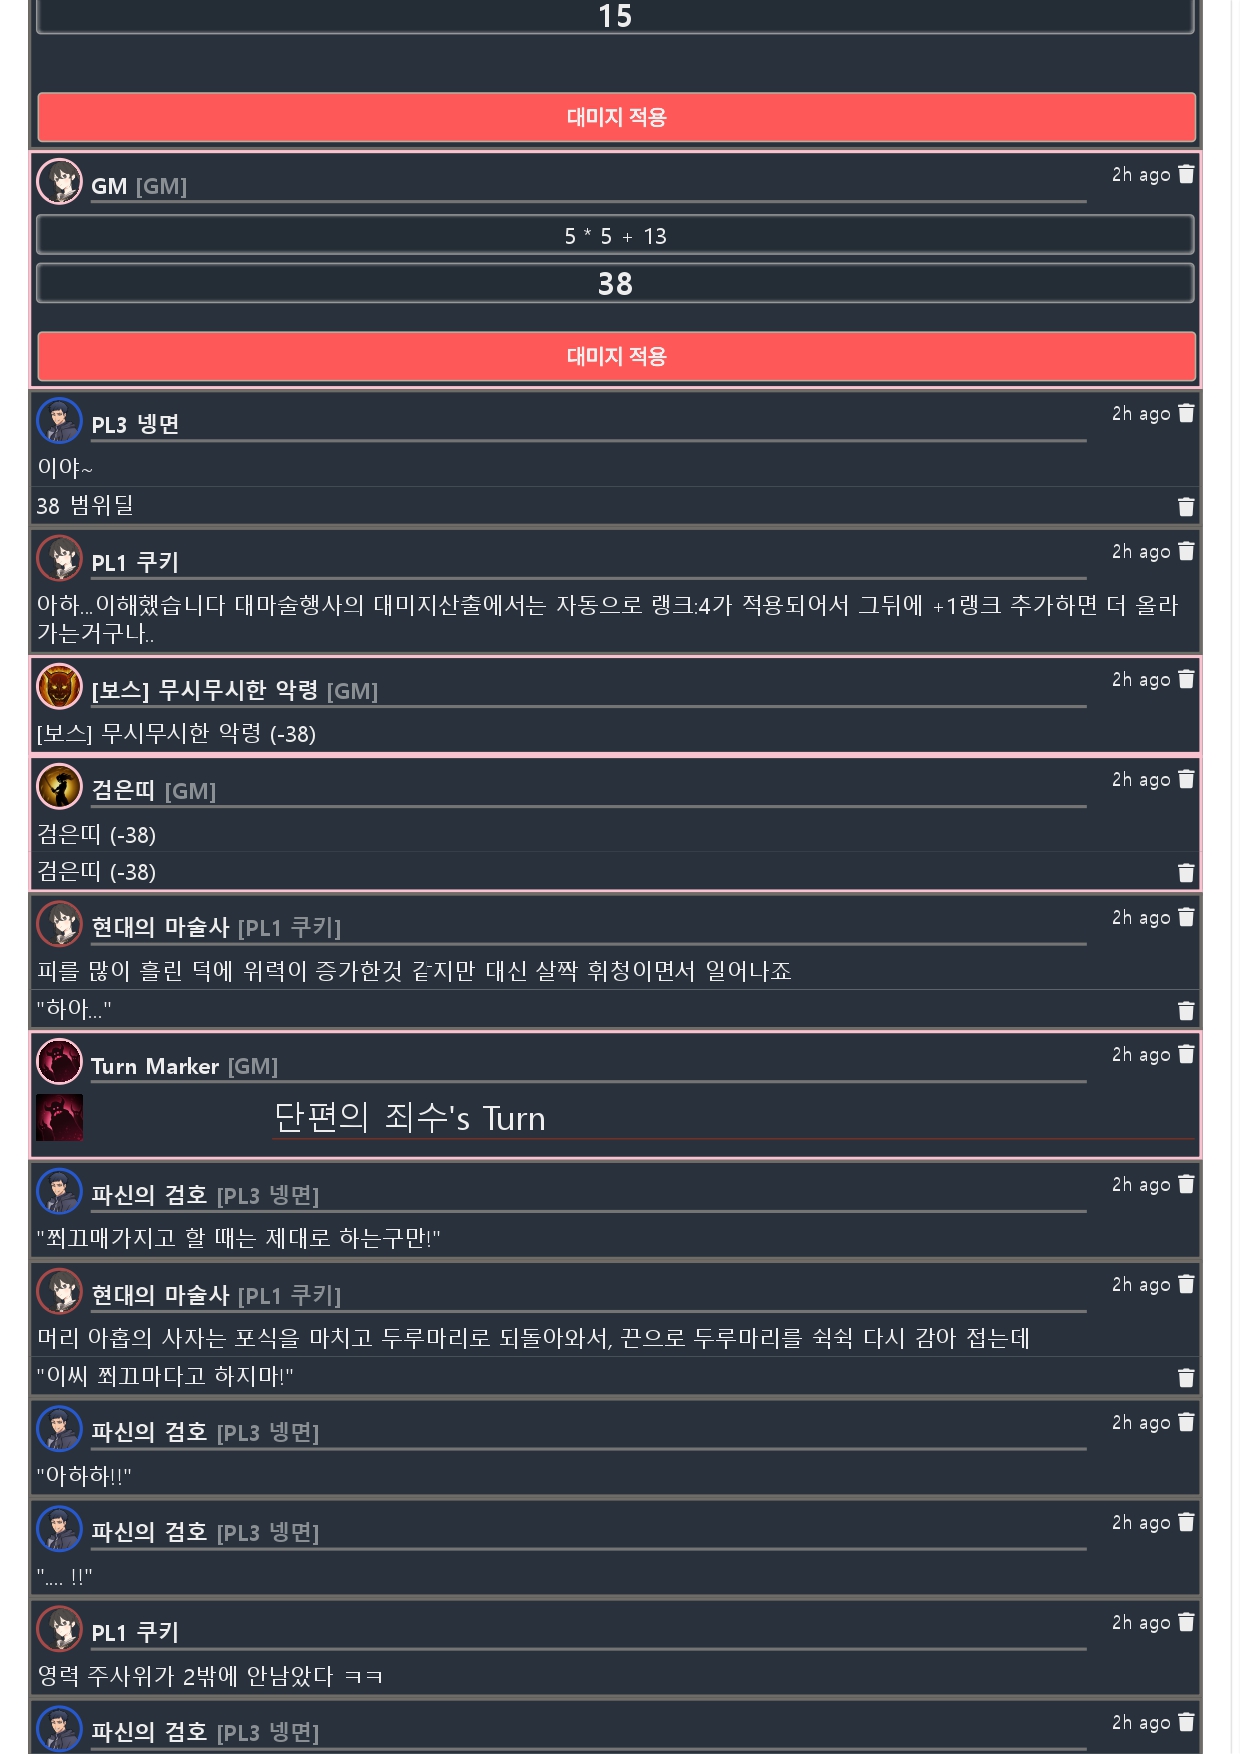 15
대미지 적용
GM [GM]
2h ago
5 * 5 + 13
38
대미지 적용
PL3 넹면
2h ago
이야~
38 범위딜
PL1 쿠키
2h ago
아하...이해했습니다 대마술행사의 대미지산출에서는 자동으로 랭크:4가 적용되어서 그뒤에 +1랭크 추가하면 더 올라
가는거구나..
[보스] 무시무시한 악령 [GM]
2h ago
[보스] 무시무시한 악령 (-38)
검은띠 [GM]
2h ago
검은띠 (-38)
검은띠 (-38)
현대의 마술사 [PL1 쿠키]
2h ago
피를 많이 흘린 덕에 위력이 증가한것 같지만 대신 살짝 휘청이면서 일어나죠
"하아..."
Turn Marker [GM]
2h ago
단편의 죄수's Turn
파신의 검호 [PL3 넹면]
2h ago
"쬐끄매가지고 할 때는 제대로 하는구만!"
현대의 마술사 [PL1 쿠키]
2h ago
머리 아홉의 사자는 포식을 마치고 두루마리로 되돌아와서, 끈으로 두루마리를 쉭쉭 다시 감아 접는데
"이씨 쬐끄마다고 하지마!"
파신의 검호 [PL3 넹면]
2h ago
"아하하!!"
파신의 검호 [PL3 넹면]
2h ago
".... !!"
PL1 쿠키
2h ago
영력 주사위가 2밖에 안남았다 ㅋㅋ
파신의 검호 [PL3 넹면]
2h ago